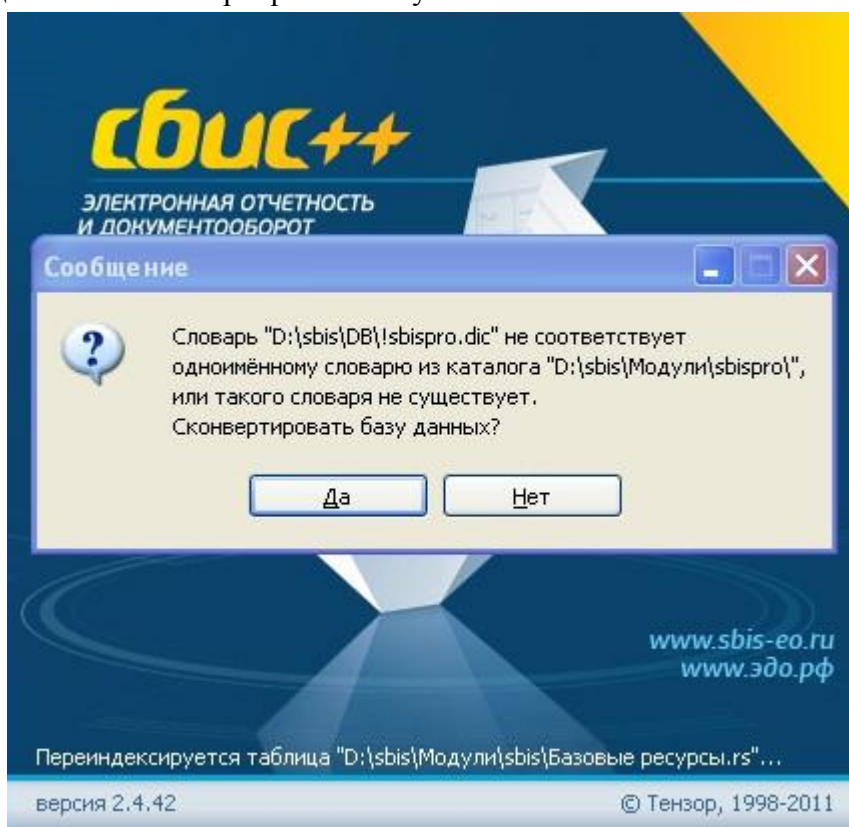 сбис++
ЭЛЕКТРОННАЯ ОТЧЕТНОСТЬ
И ДОКУМЕНТООБОРОТ
Сообщение
Словарь "D:\sbis\DB\!sbispro.dic" не соответствует
одноимённому словарю из каталога "D:\sbis\Модули\sbispro\",
или такого словаря не существует.
Сконвертировать базу данных?
Да Нет
www.sbis-eo.ru
www.эдо.рф
Переиндексируется таблица "D:\sbis\Модули\sbis\Базовые ресурсы.rs"...
версия 2.4.42 © Тензор, 1998-2011